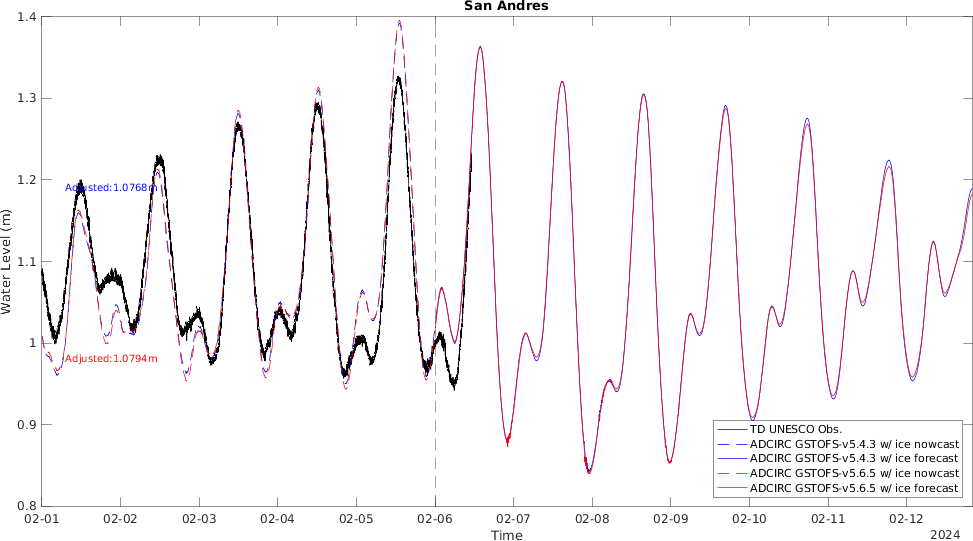 San Andres
1.4
1.3
1.2
1.1
1
0.9
0.8
Water Level (m)
Adjusted:1.0768m
Adjusted:1.0794m
TD UNESCO Obs.
ADCIRC GSTOFS-v5.4.3 w/ ice nowcast
ADCIRC GSTOFS-v5.4.3 w/ ice forecast
ADCIRC GSTOFS-v5.6.5 w/ ice nowcast
ADCIRC GSTOFS-v5.6.5 w/ ice forecast
02-01 02-02 02-03 02-04 02-05 02-06 02-07 02-08 02-09 02-10 02-11 02-12
Time
2024